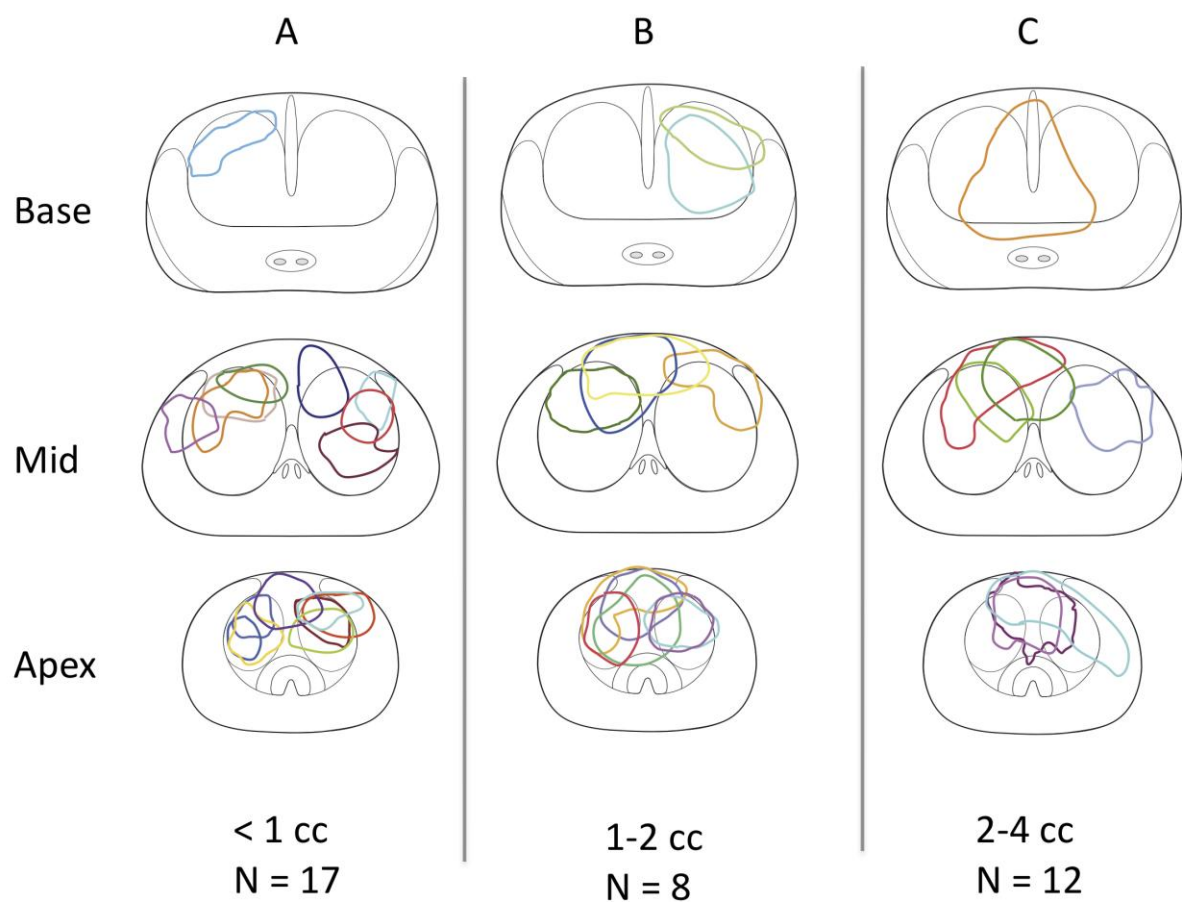 A B C
Base
Mid
Apex
< 1 cc 1-2 cc 2-4 cc
N = 17 N = 8 N = 12